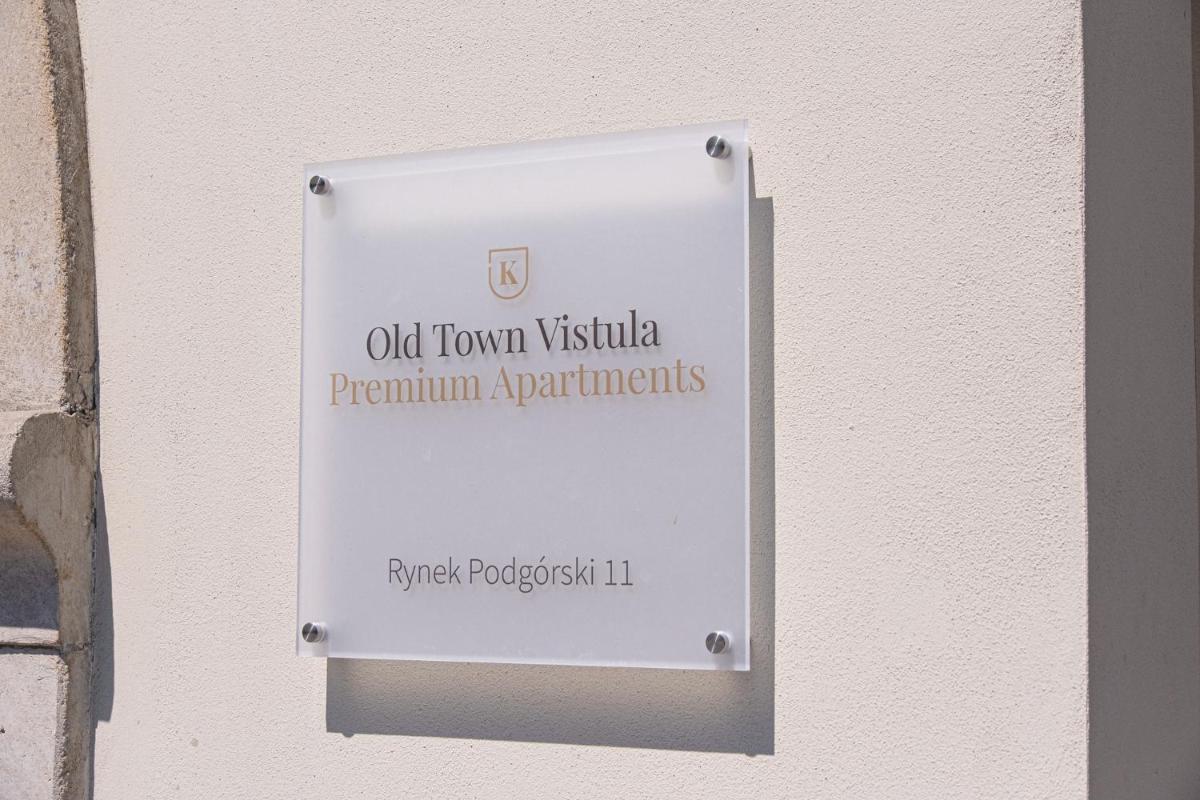 K
Old Town Vistula
Premium Apartments
Rynek Podgórski 11